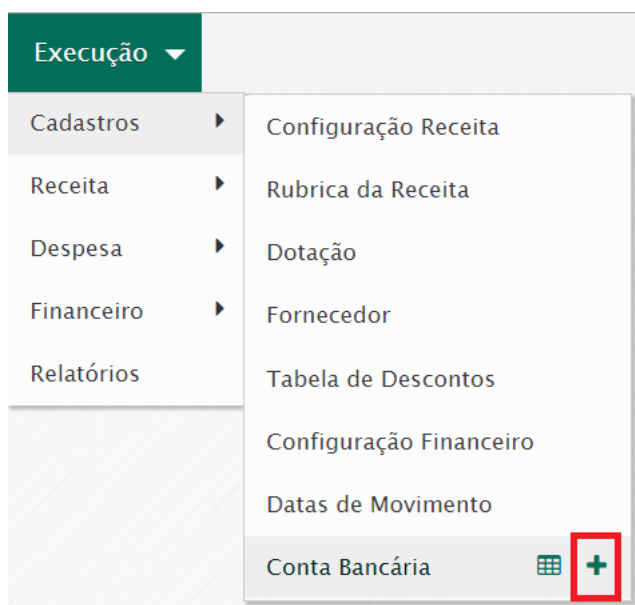 Execução
Cadastros
Receita
Despesa
Financeiro
Relatórios
Configuração Receita
Rubrica da Receita
Dotação
Fornecedor
Tabela de Descontos
Configuração Financeiro
Datas de Movimento
Conta Bancária